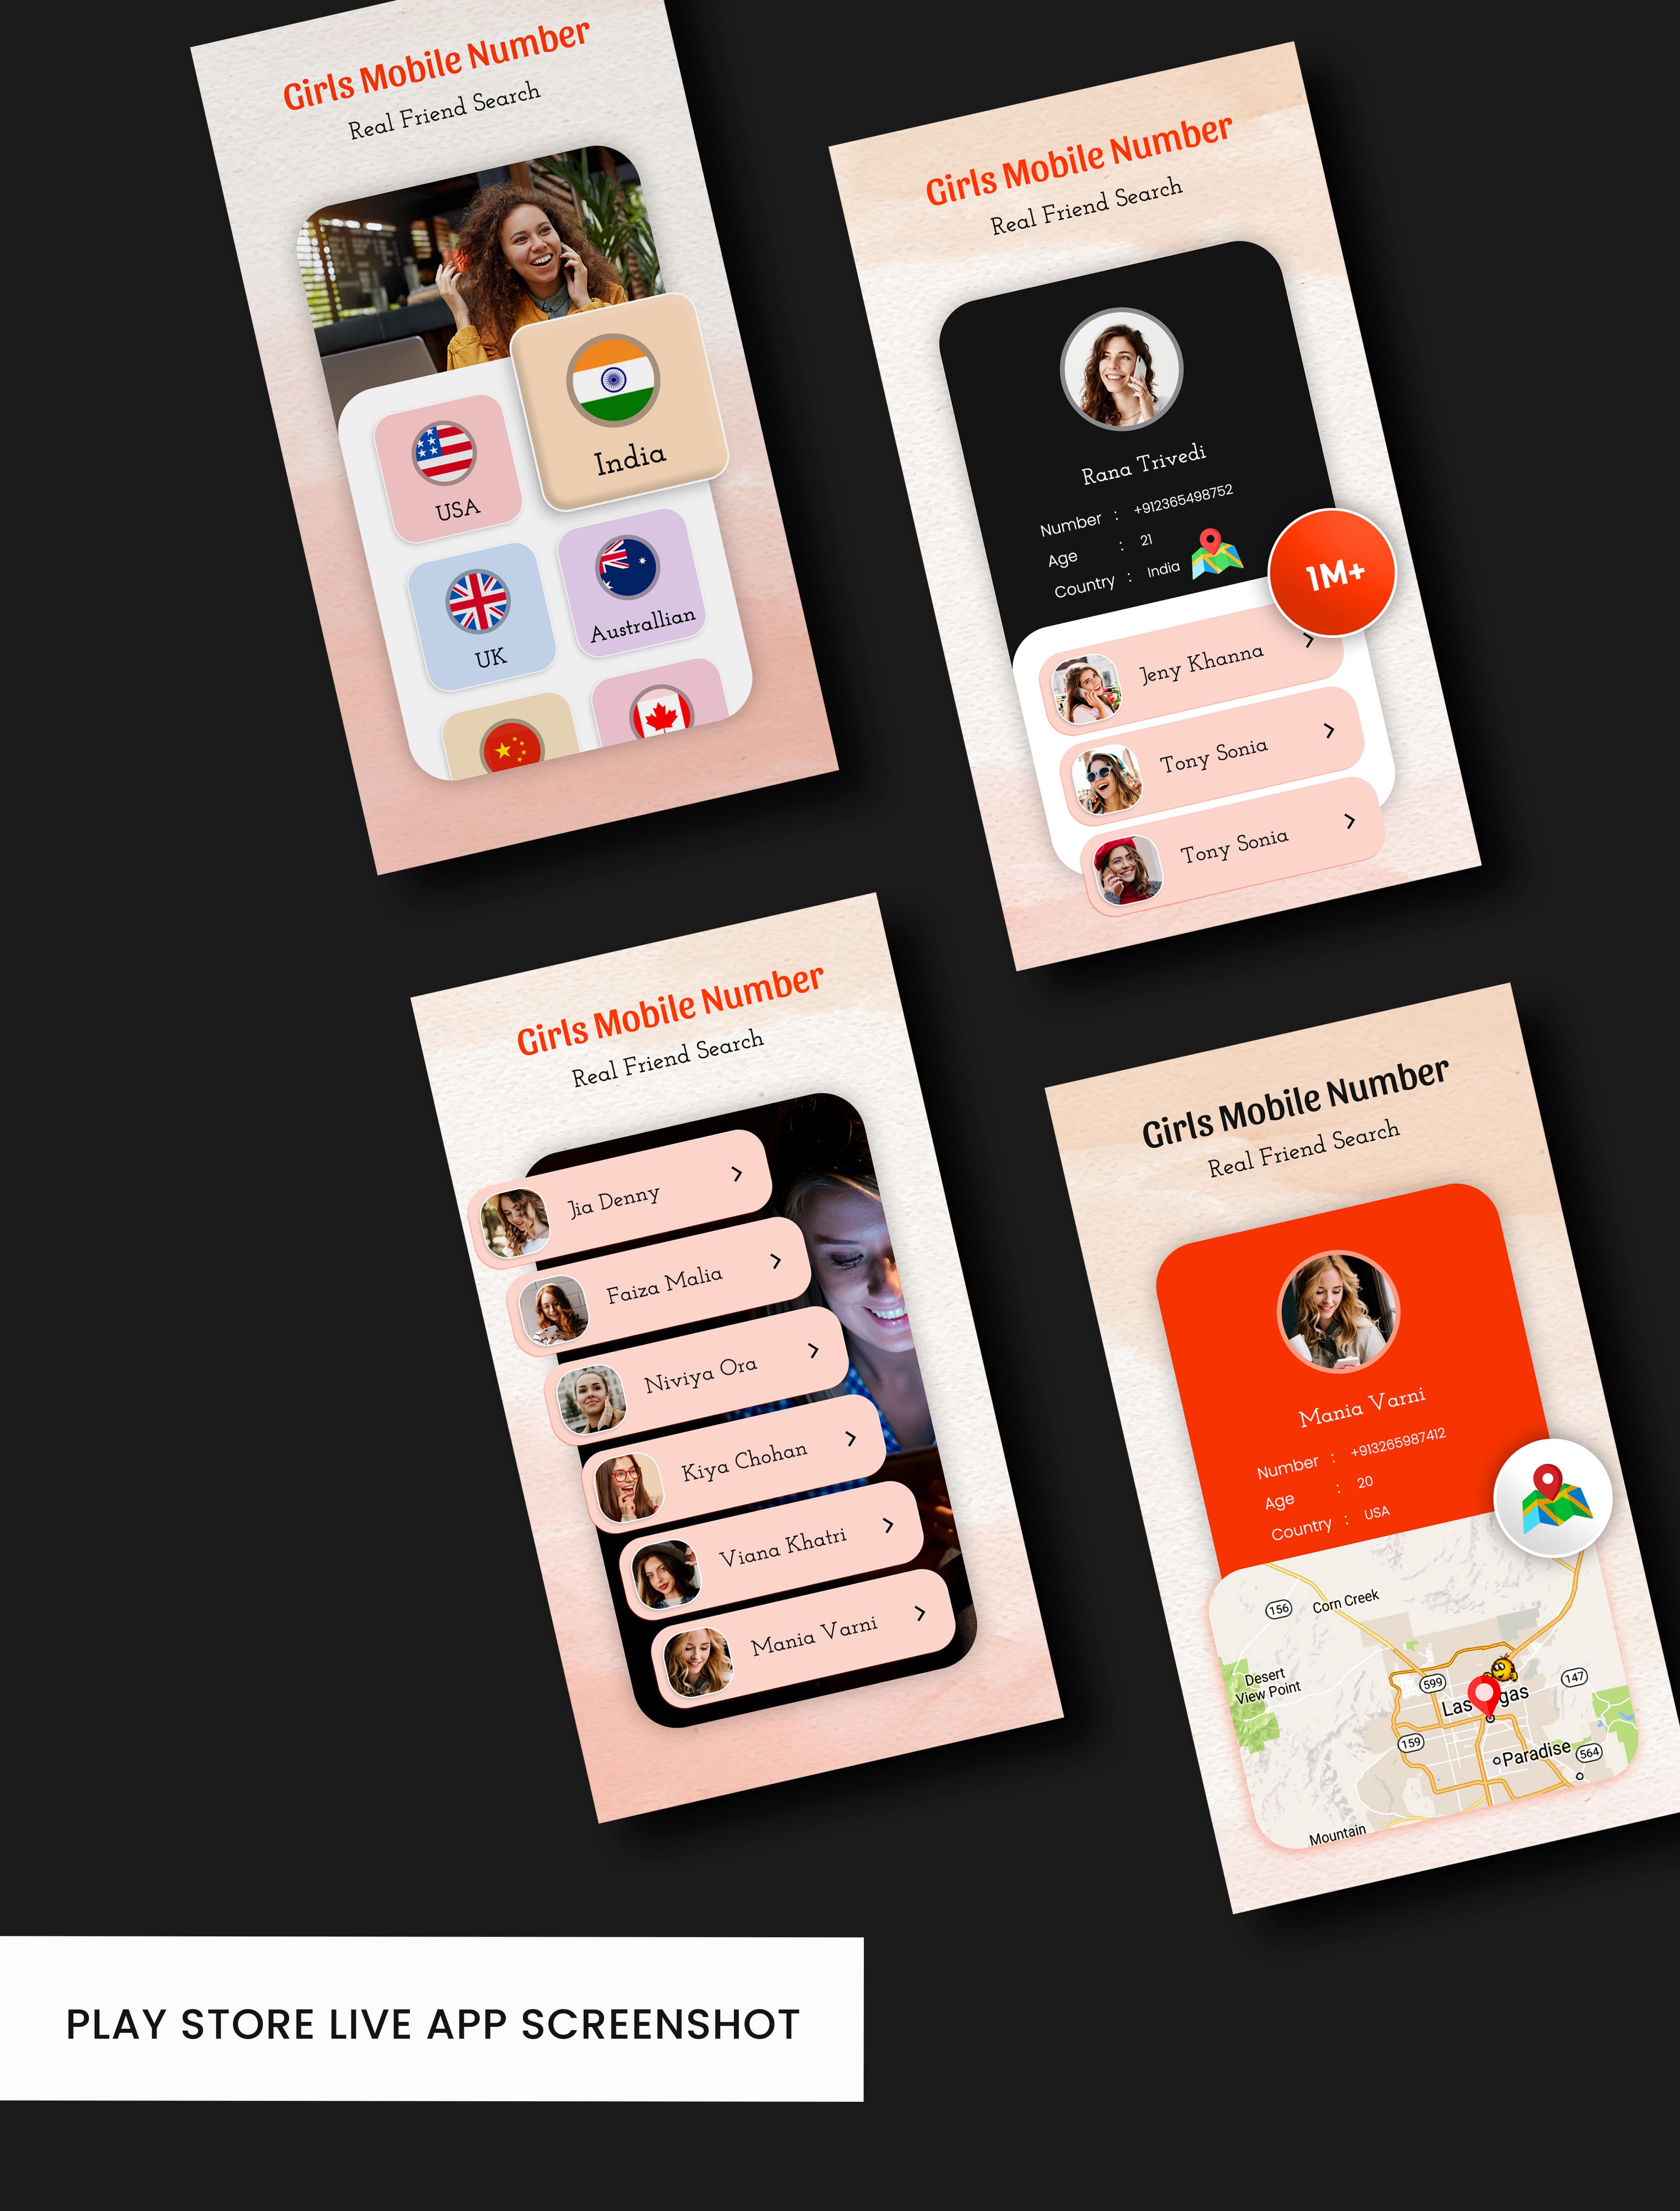 Girls Mobile Number
Real Friend Search
India
USA
UK
Australlian
Girls Mobile Number
Real Friend Search
Rana Trivedi
Number : +912365498752
Age : 21
Country : India
1M+
Jeny Khanna
Tony Sonia
Tony Sonia
Girls Mobile Number
Real Friend Search
Jia Denny
Faiza Malia
Niviya Ora
Kiya Chohan
Viana Khatri
Mania Varni
Girls Mobile Number
Real Friend Search
Mania Varni
Number : +913265987412
Age : 20
Country : USA
156
Corn Creek
Desert
View Point
599
147
Las gas
159
Paradise
564
Mountain
PLAY STORE LIVE APP SCREENSHOT